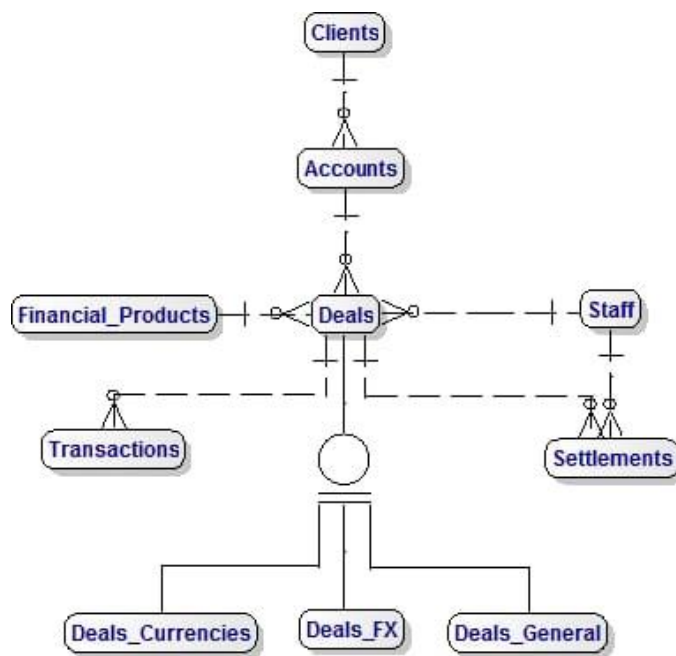 Clients
Accounts
Financial_Products
Deals
Staff
Transactions
Settlements
Deals_Currencies
Deals_FX
Deals_General